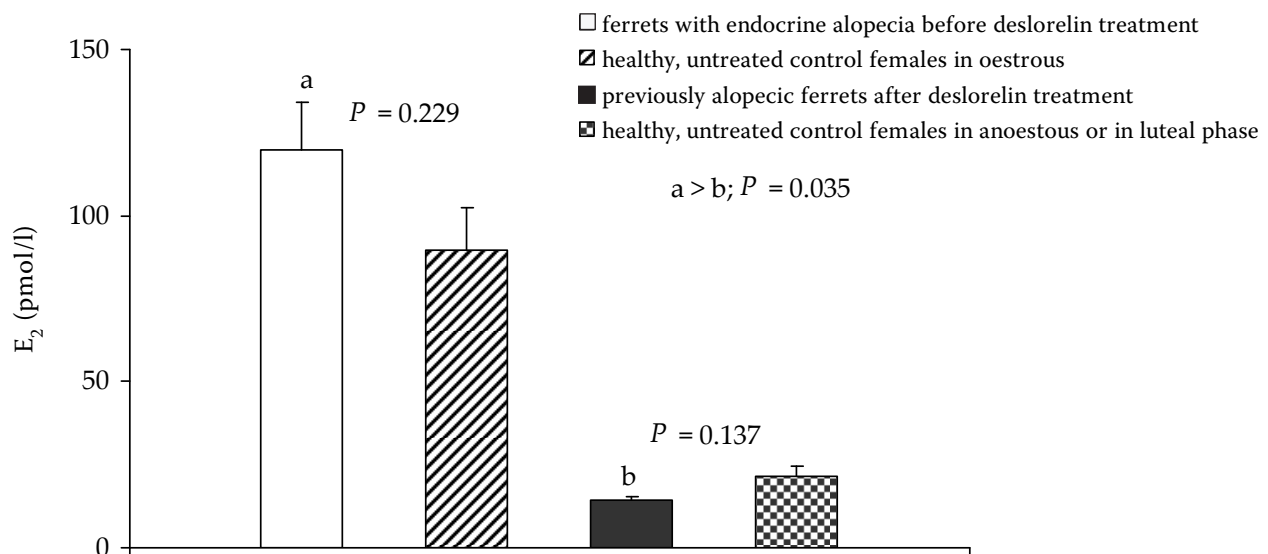 ferrets with endocrine alopecia before deslorelin treatment
healthy, untreated control females in oestrous
previously alopecic ferrets after deslorelin treatment
healthy, untreated control females in anoestous or in luteal phase
150
a
P = 0.229
a > b; P = 0.035
100
E₂ (pmol/l)
50
P = 0.137
b
0